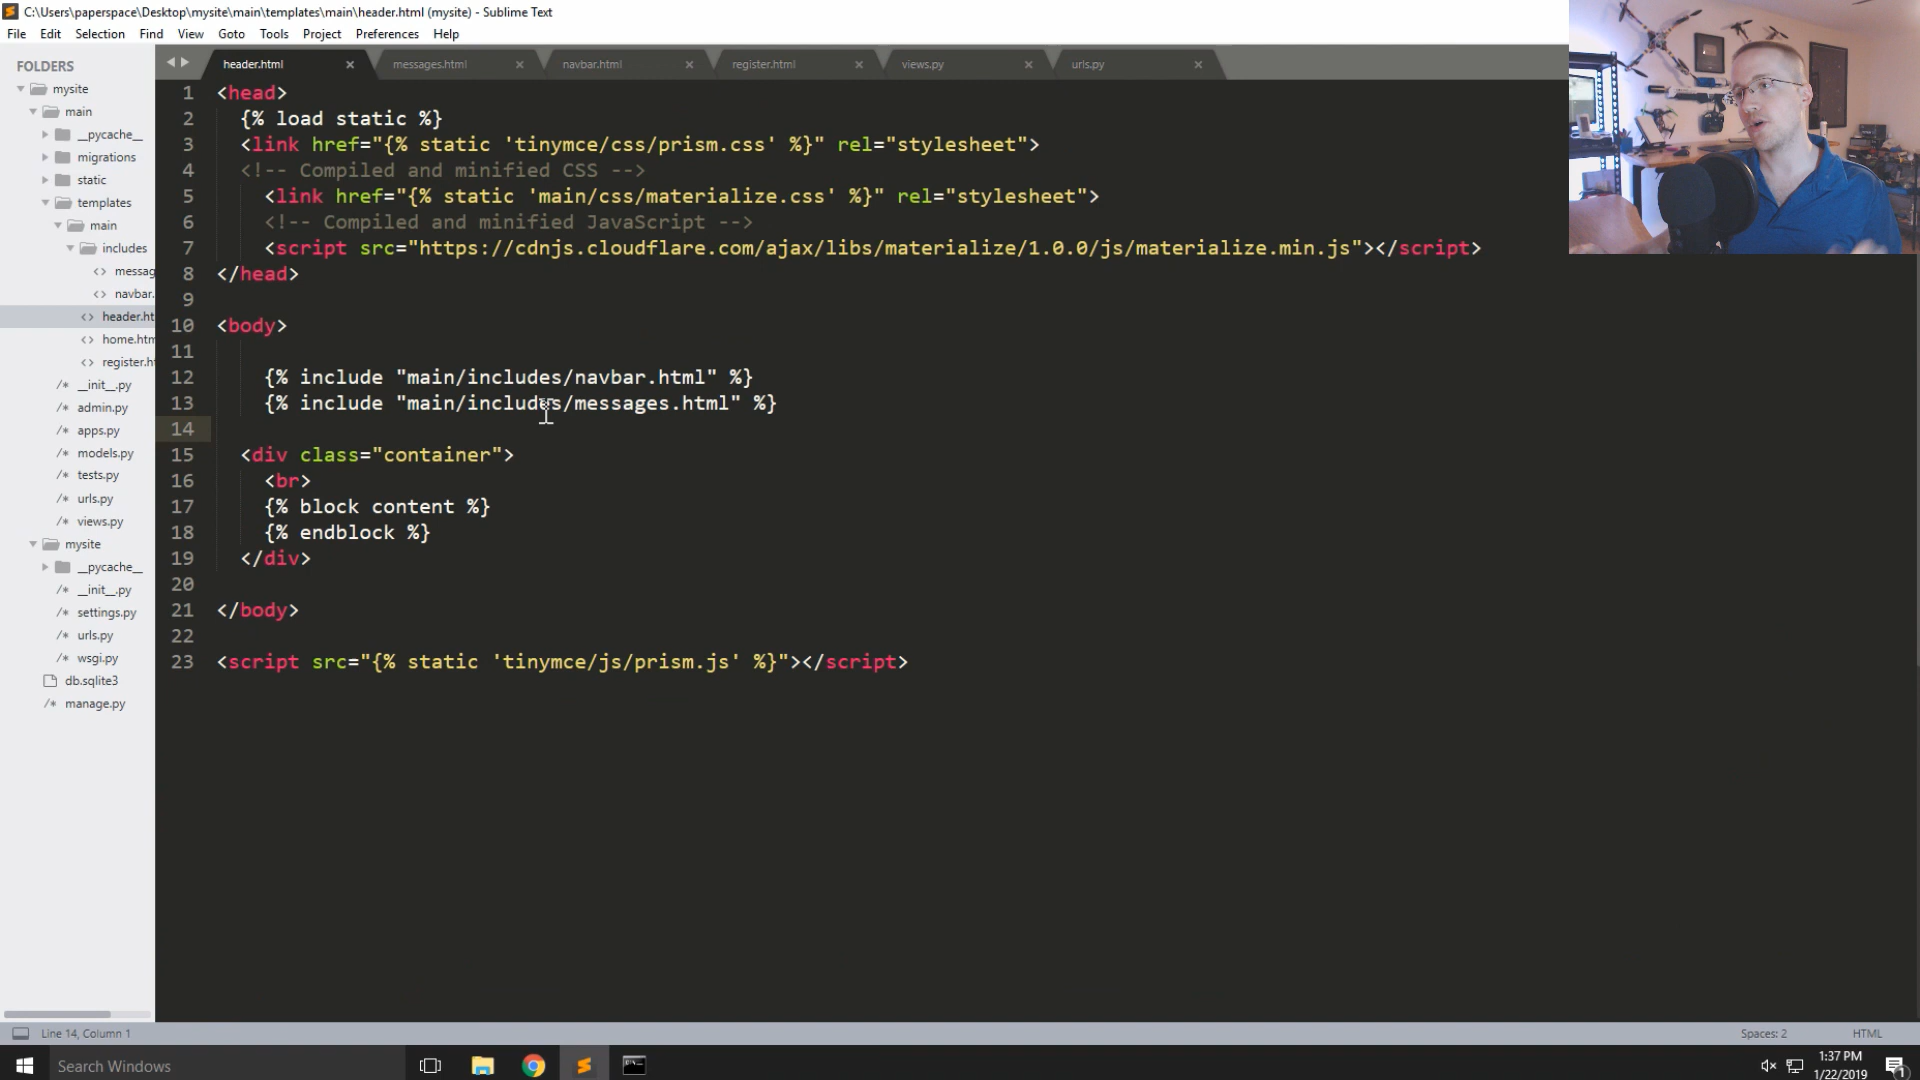 C:\Users\paperspace\Desktop\mysite\main\templates\main\header.html (mysite) - Sublime Text
File Edit Selection Find View Goto Tools Project Preferences Help
FOLDERS
mysite
main
__pycache__
migrations
static
templates
main
includes
messag
navbar.
header.ht
home.htm
register.h
__init__.py
admin.py
apps.py
models.py
tests.py
urls.py
views.py
mysite
__pycache__
__init__.py
settings.py
urls.py
wsgi.py
db.sqlite3
manage.py
header.html messages.html navbar.html register.html views.py urls.py
1 <head>
2 {% load static %}
3 <link href="{% static 'tinymce/css/prism.css' %}" rel="stylesheet">
4 <!-- Compiled and minified CSS -->
5 <link href="{% static 'main/css/materialize.css' %}" rel="stylesheet">
6 <!-- Compiled and minified JavaScript -->
7 <script src="https://cdnjs.cloudflare.com/ajax/libs/materialize/1.0.0/js/materialize.min.js"></script>
8 </head>
9
10 <body>
11
12 {% include "main/includes/navbar.html" %}
13 {% include "main/includes/messages.html" %}
14
15 <div class="container">
16 <br>
17 {% block content %}
18 {% endblock %}
19 </div>
20
21 </body>
22
23 <script src="{% static 'tinymce/js/prism.js' %}"></script>
Line 14, Column 1
Spaces: 2
HTML
Search Windows
1:37 PM
1/22/2019
1